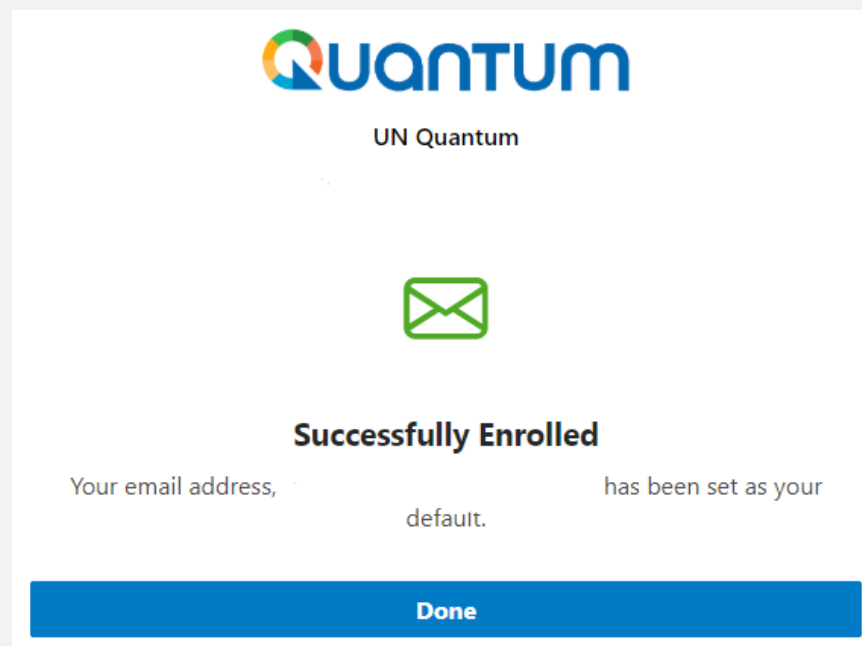 Quantum
UN Quantum
Successfully Enrolled
Your email address, has been set as your
default.
Done